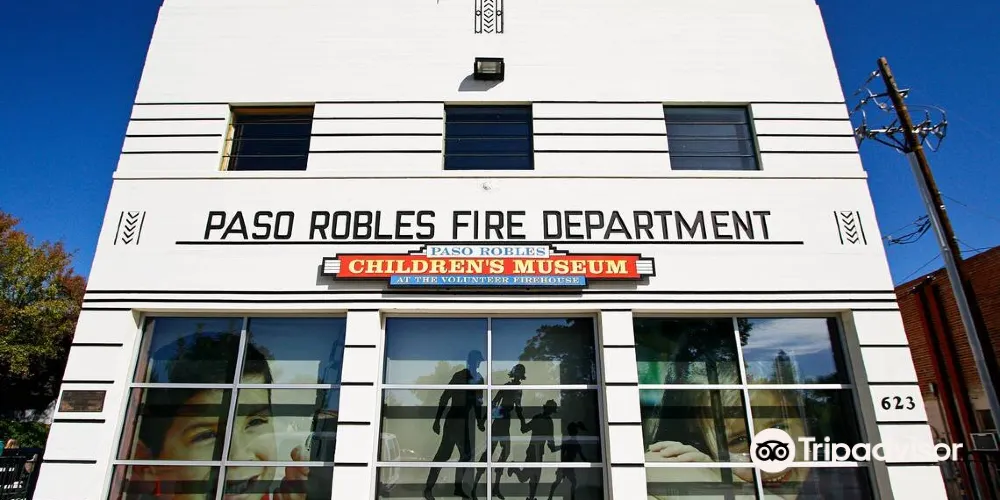 PASO ROBLES FIRE DEPARTMENT
PASO ROBLES
CHILDREN'S MUSEUM
AT THE VOLUNTEER FIREHOUSE
623
Tripadvisor